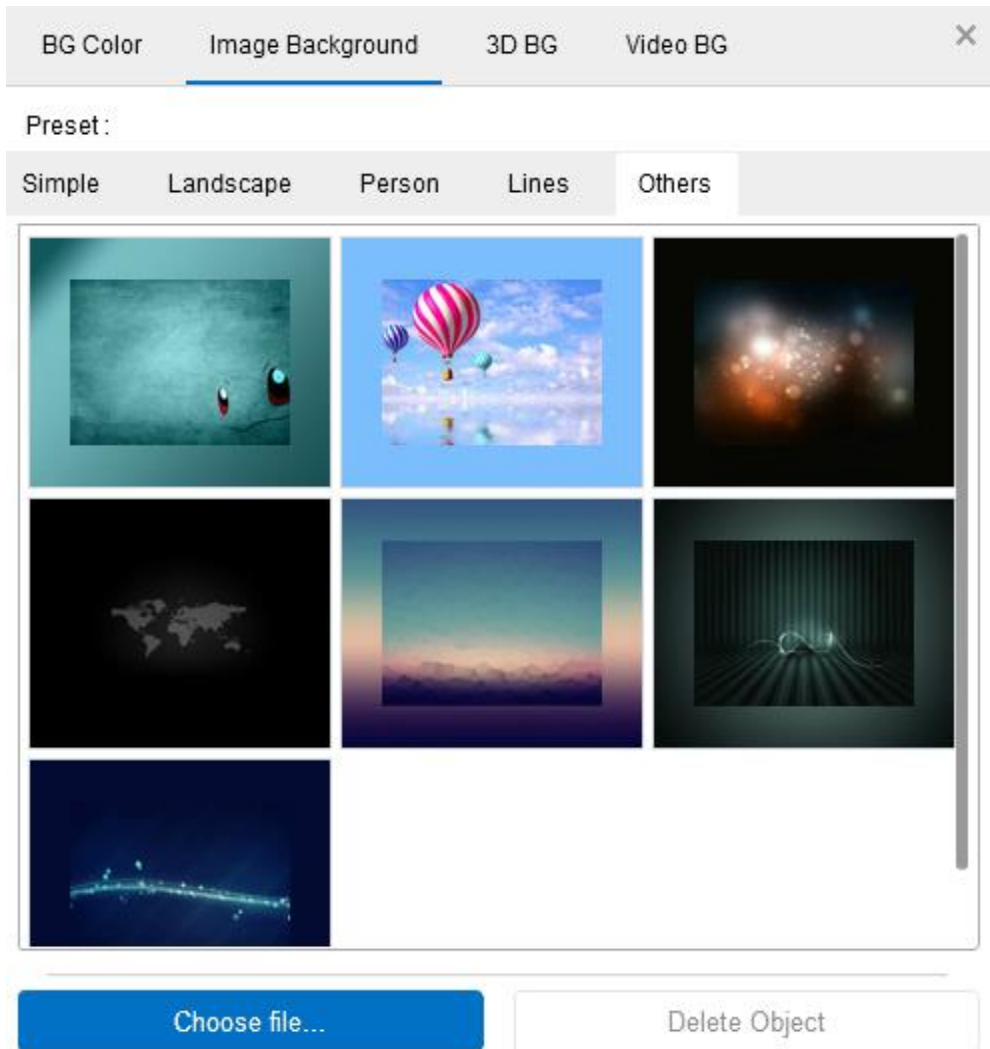 BG Color Image Background 3D BG Video BG ×
Preset :
Simple Landscape Person Lines Others
Choose file... Delete Object